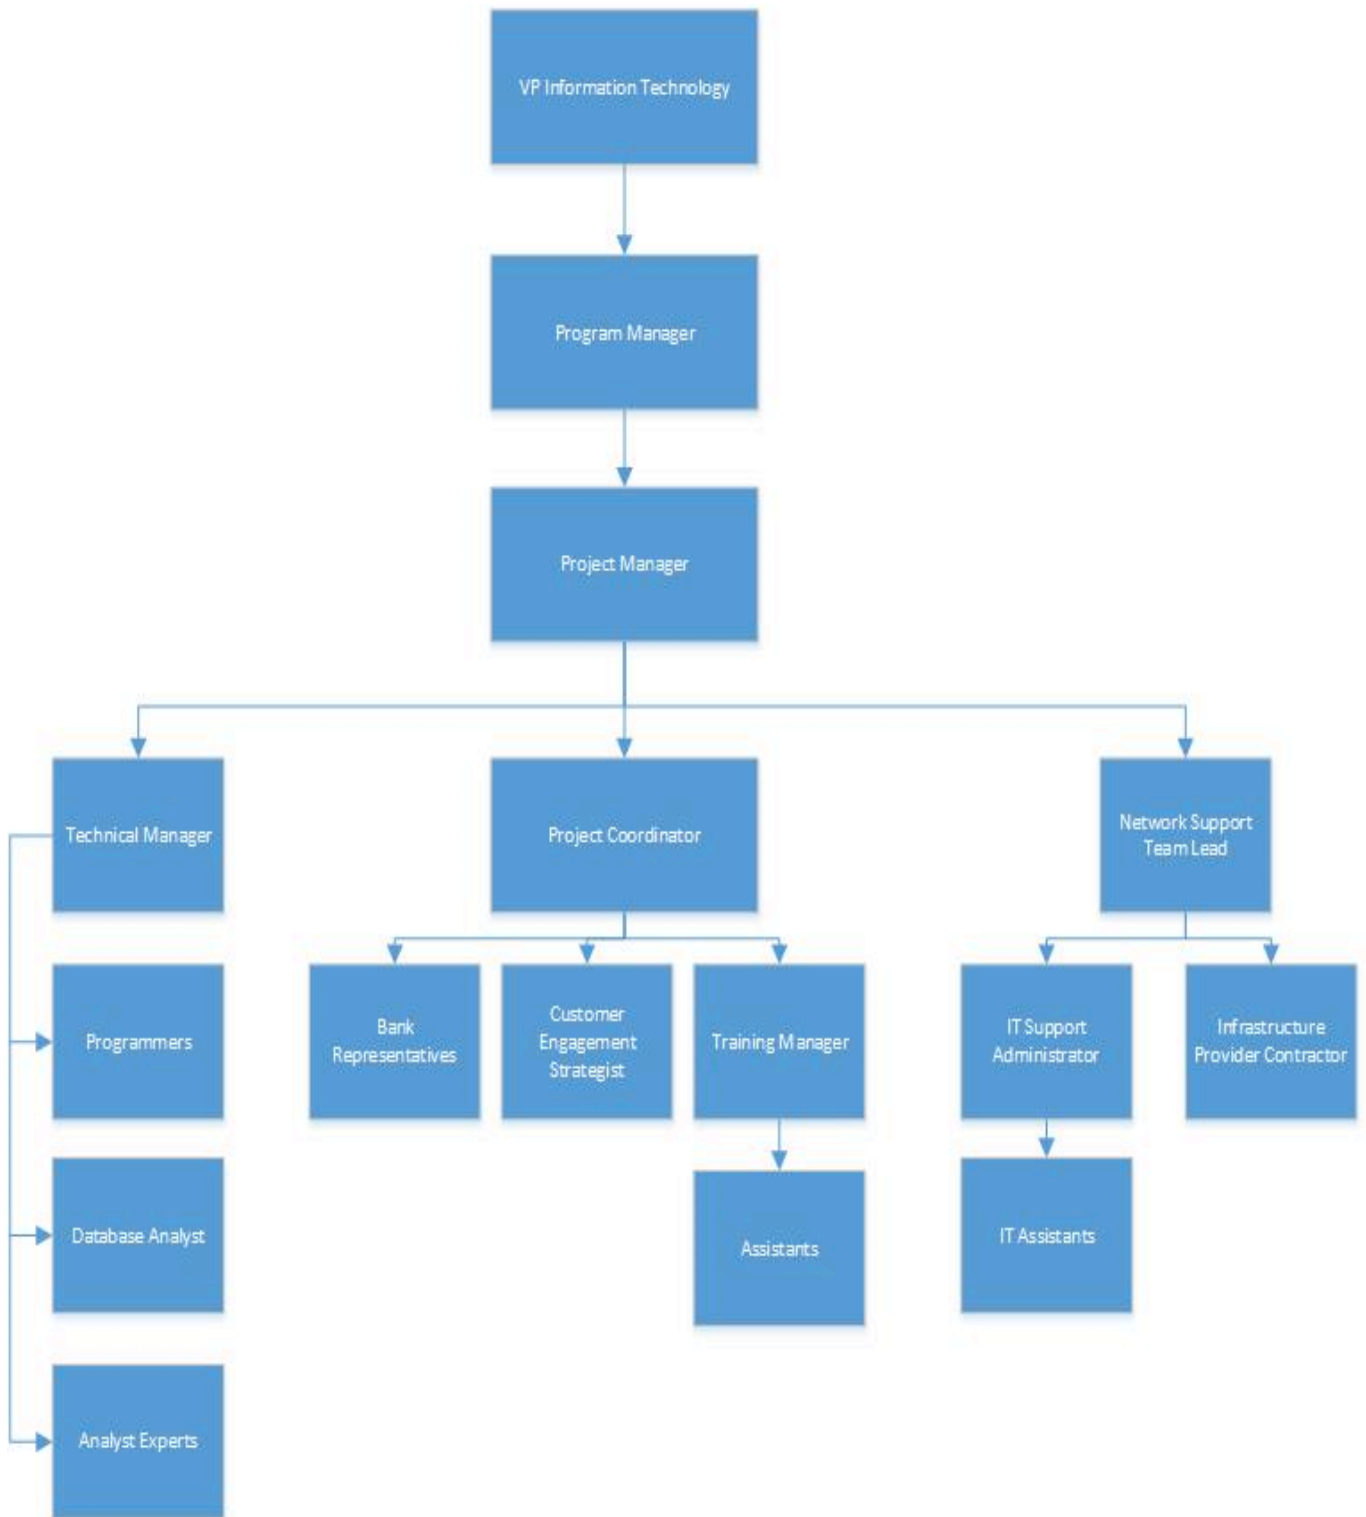 VP Information Technology
Program Manager
Project Manager
Technical Manager
Project Coordinator
Network Support
Team Lead
Programmers
Bank
Representatives
Customer
Engagement
Strategist
Training Manager
IT Support
Administrator
Infrastructure
Provider Contractor
Database Analyst
Assistants
IT Assistants
Analyst Experts